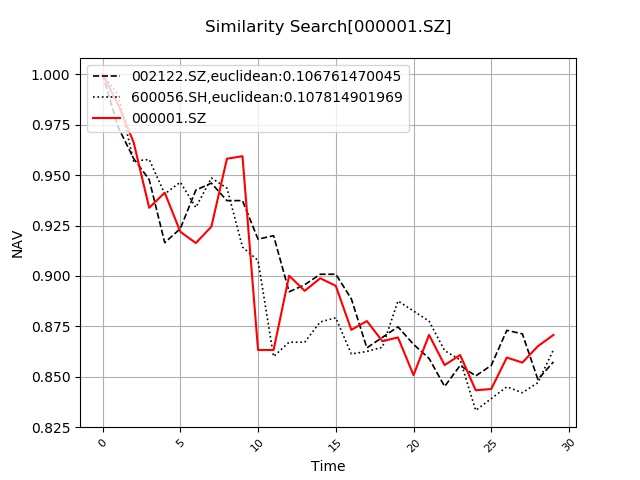 Similarity Search[000001.SZ]
002122.SZ,euclidean:0.106761470045
600056.SH,euclidean:0.107814901969
000001.SZ
1.000
0.975
0.950
0.925
0.900
0.875
0.850
0.825
NAV
0
5
10
15
20
25
30
Time